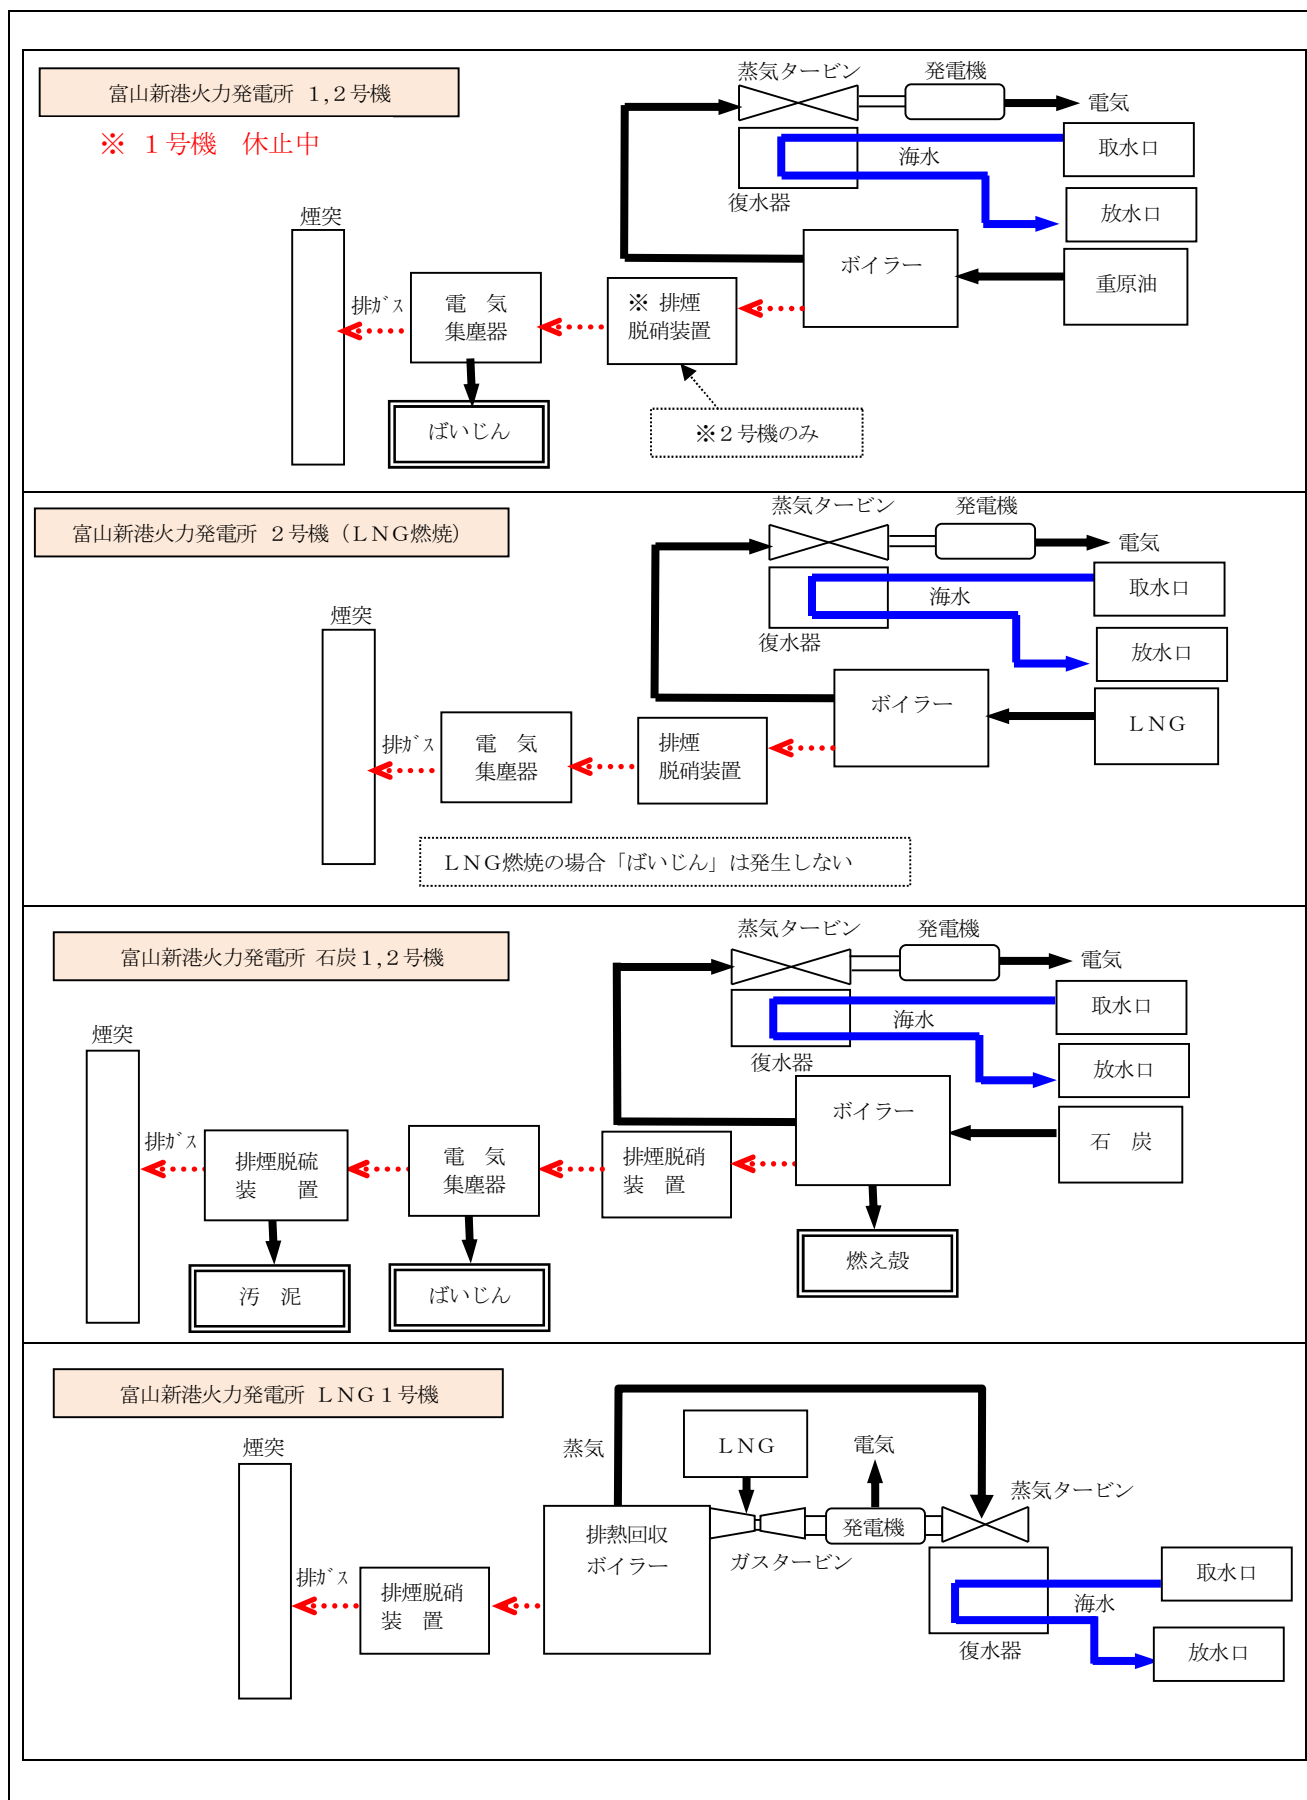 富山新港火力発電所 1,2号機
※ 1号機 休止中
蒸気タービン
発電機
電気
取水口
海水
復水器
放水口
煙突
ボイラー
重原油
排ガス
電 気
集塵器
※ 排煙
脱硝装置
ばいじん
※2号機のみ
富山新港火力発電所 2号機（LNG燃焼）
蒸気タービン
発電機
電気
取水口
海水
復水器
放水口
煙突
ボイラー
LNG
排ガス
電 気
集塵器
排煙
脱硝装置
LNG燃焼の場合「ばいじん」は発生しない
富山新港火力発電所 石炭1,2号機
蒸気タービン
発電機
電気
取水口
海水
復水器
放水口
煙突
ボイラー
石 炭
排ガス
排煙脱硫
装 置
電 気
集塵器
排煙脱硝
装 置
燃え殻
汚 泥
ばいじん
富山新港火力発電所 LNG1号機
煙突
蒸気
LNG
電気
蒸気タービン
排熱回収
ボイラー
発電機
ガスタービン
排ガス
排煙脱硝
装 置
取水口
海水
復水器
放水口